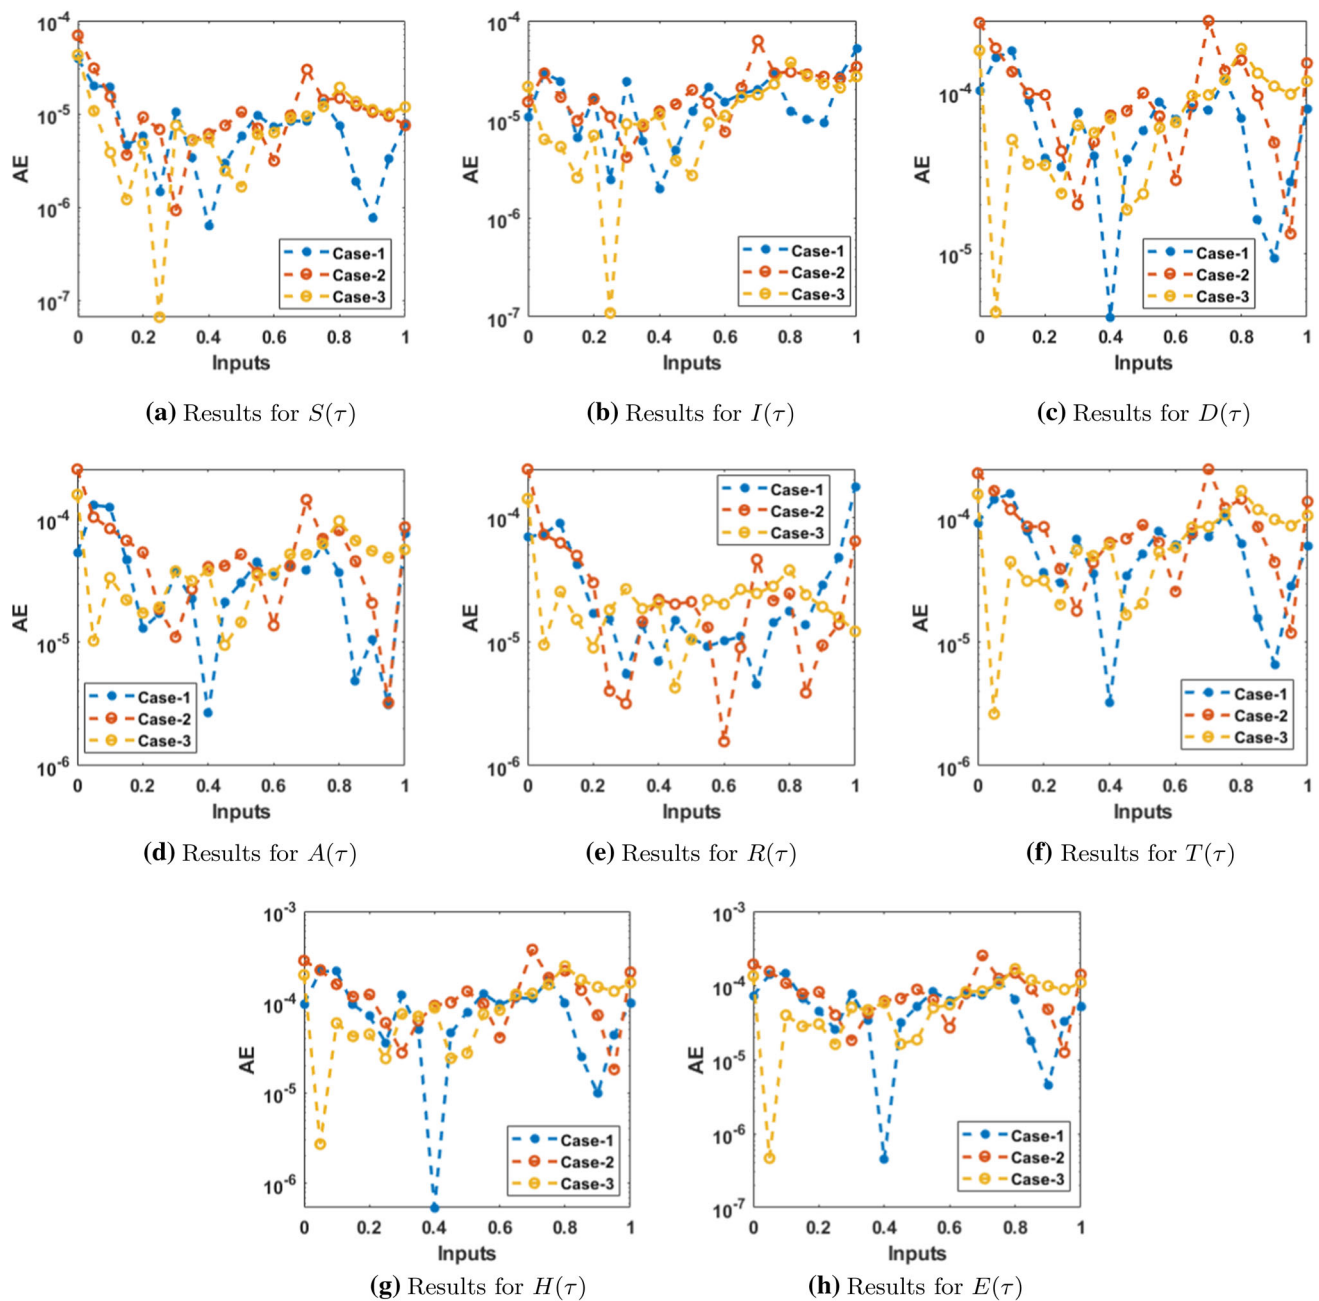 10-4
10-5
10-6
10-7
AE
0 0.2 0.4 0.6 0.8 1
Inputs
Case-1
Case-2
Case-3
(a) Results for S(τ)
10-4
10-5
10-6
10-7
AE
0 0.2 0.4 0.6 0.8 1
Inputs
Case-1
Case-2
Case-3
(b) Results for I(τ)
10-4
10-5
AE
0 0.2 0.4 0.6 0.8 1
Inputs
Case-1
Case-2
Case-3
(c) Results for D(τ)
10-4
10-5
10-6
AE
0 0.2 0.4 0.6 0.8 1
Inputs
Case-1
Case-2
Case-3
(d) Results for A(τ)
10-4
10-5
10-6
AE
0 0.2 0.4 0.6 0.8 1
Inputs
Case-1
Case-2
Case-3
(e) Results for R(τ)
10-4
10-5
10-6
AE
0 0.2 0.4 0.6 0.8 1
Inputs
Case-1
Case-2
Case-3
(f) Results for T(τ)
10-3
10-4
10-5
10-6
AE
0 0.2 0.4 0.6 0.8 1
Inputs
Case-1
Case-2
Case-3
(g) Results for H(τ)
10-3
10-4
10-5
10-6
10-7
AE
0 0.2 0.4 0.6 0.8 1
Inputs
Case-1
Case-2
Case-3
(h) Results for E(τ)